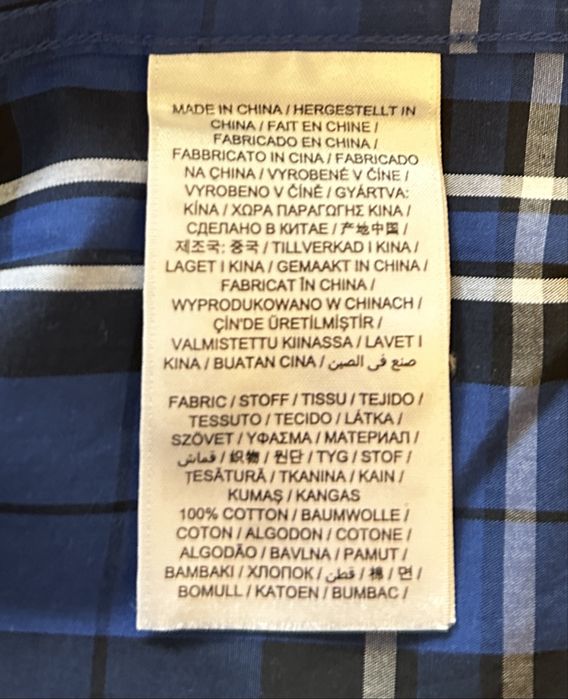 MADE IN CHINA / HERGESTELLT IN
CHINA / FAIT EN CHINE /
FABRICADO EN CHINA /
FABBRICATO IN CINA / FABRICADO
NA CHINA / VYROBENÉ V ČÍNE /
VYROBENO V ČÍNĚ / GYÁRTVA:
KÍNA / ΧΩΡΑ ΠΑΡΑΓΩΓΗΣ ΚΙΝΑ /
СДЕЛАНО В КИТАЕ / 产地中国 /
제조국: 중국 / TILLVERKAD I KINA /
LAGET I KINA / GEMAAKT IN CHINA /
FABRICAT ÎN CHINA /
WYPRODUKOWANO W CHINACH /
ÇİN'DE ÜRETİLMİŞTİR /
VALMISTETTU KIINASSA / LAVET I
KINA / BUATAN CINA / صنع في الصين
FABRIC / STOFF / TISSU / TEJIDO /
TESSUTO / TECIDO / LÁTKA /
SZÖVET / ΥΦΑΣΜΑ / МАТЕРИАЛ /
قماش / 织物 / 원단 / TYG / STOF /
ȚESĂTURĂ / TKANINA / KAIN /
KUMAŞ / KANGAS
100% COTTON / BAUMWOLLE /
COTON / ALGODON / COTONE /
ALGODÃO / BAVLNA / PAMUT /
BAMBAKI / ХЛОПОК / قطن / 棉 / 면 /
BOMULL / KATOEN / BUMBAC /